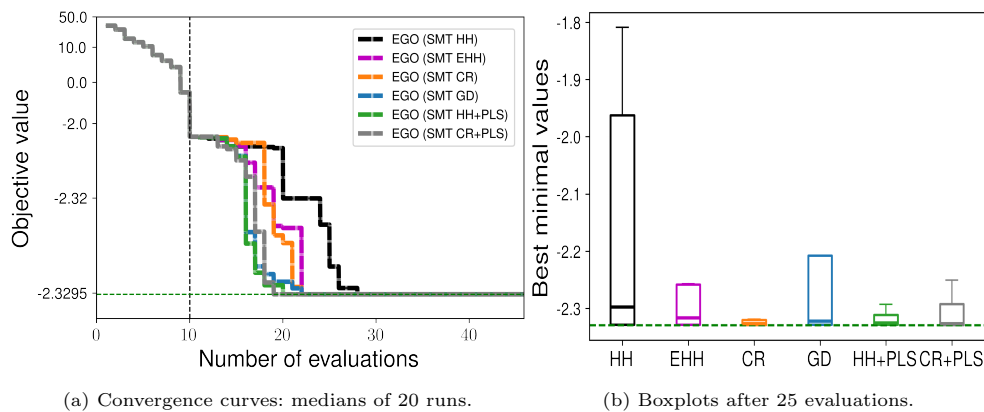 Objective value
50.0
10.0
0.0
-2.0
-2.32
-2.3295
EGO (SMT HH)
EGO (SMT EHH)
EGO (SMT CR)
EGO (SMT GD)
EGO (SMT HH+PLS)
EGO (SMT CR+PLS)
0 10 20 30 40
Number of evaluations
(a) Convergence curves: medians of 20 runs.
Best minimal values
-1.8
-1.9
-2.0
-2.1
-2.2
-2.3
HH EHH CR GD HH+PLS CR+PLS
(b) Boxplots after 25 evaluations.